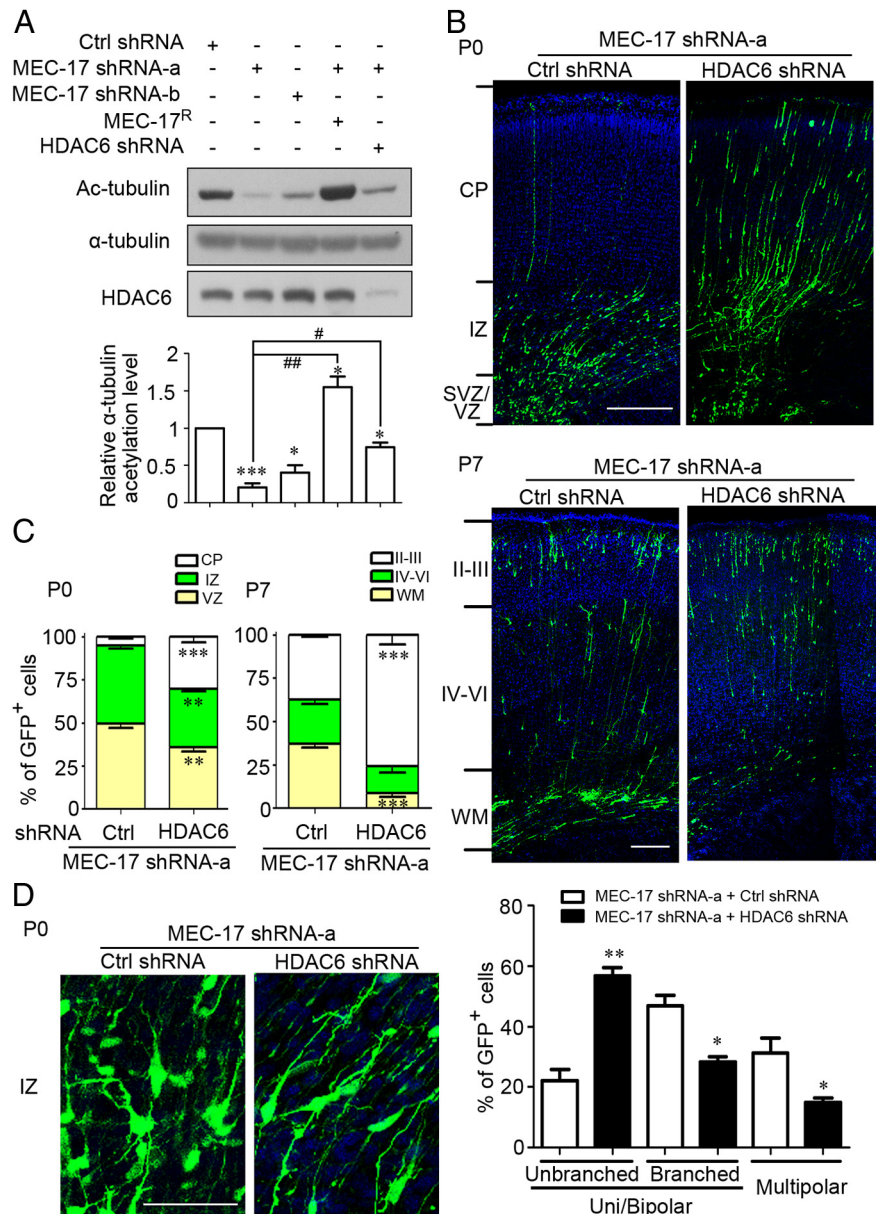 A
Ctrl shRNA + - - - -
MEC-17 shRNA-a - + - + +
MEC-17 shRNA-b - - + - -
MEC-17R - - - + -
HDAC6 shRNA - - - - +
Ac-tubulin
α-tubulin
HDAC6
Relative α-tubulin
acetylation level
2
1.5
1
0.5
0
***
*
*
*
#
##
B
P0
MEC-17 shRNA-a
Ctrl shRNA
HDAC6 shRNA
CP
IZ
SVZ/
VZ
P7
MEC-17 shRNA-a
Ctrl shRNA
HDAC6 shRNA
II-III
IV-VI
WM
C
P0
CP
IZ
VZ
P7
II-III
IV-VI
WM
% of GFP+ cells
100
75
50
25
0
***
**
**
100
75
50
25
0
***
***
shRNA
Ctrl
HDAC6
Ctrl
HDAC6
MEC-17 shRNA-a
MEC-17 shRNA-a
D
P0
MEC-17 shRNA-a
Ctrl shRNA
HDAC6 shRNA
IZ
MEC-17 shRNA-a + Ctrl shRNA
MEC-17 shRNA-a + HDAC6 shRNA
% of GFP+ cells
80
60
40
20
0
**
*
*
Unbranched
Branched
Multipolar
Uni/Bipolar